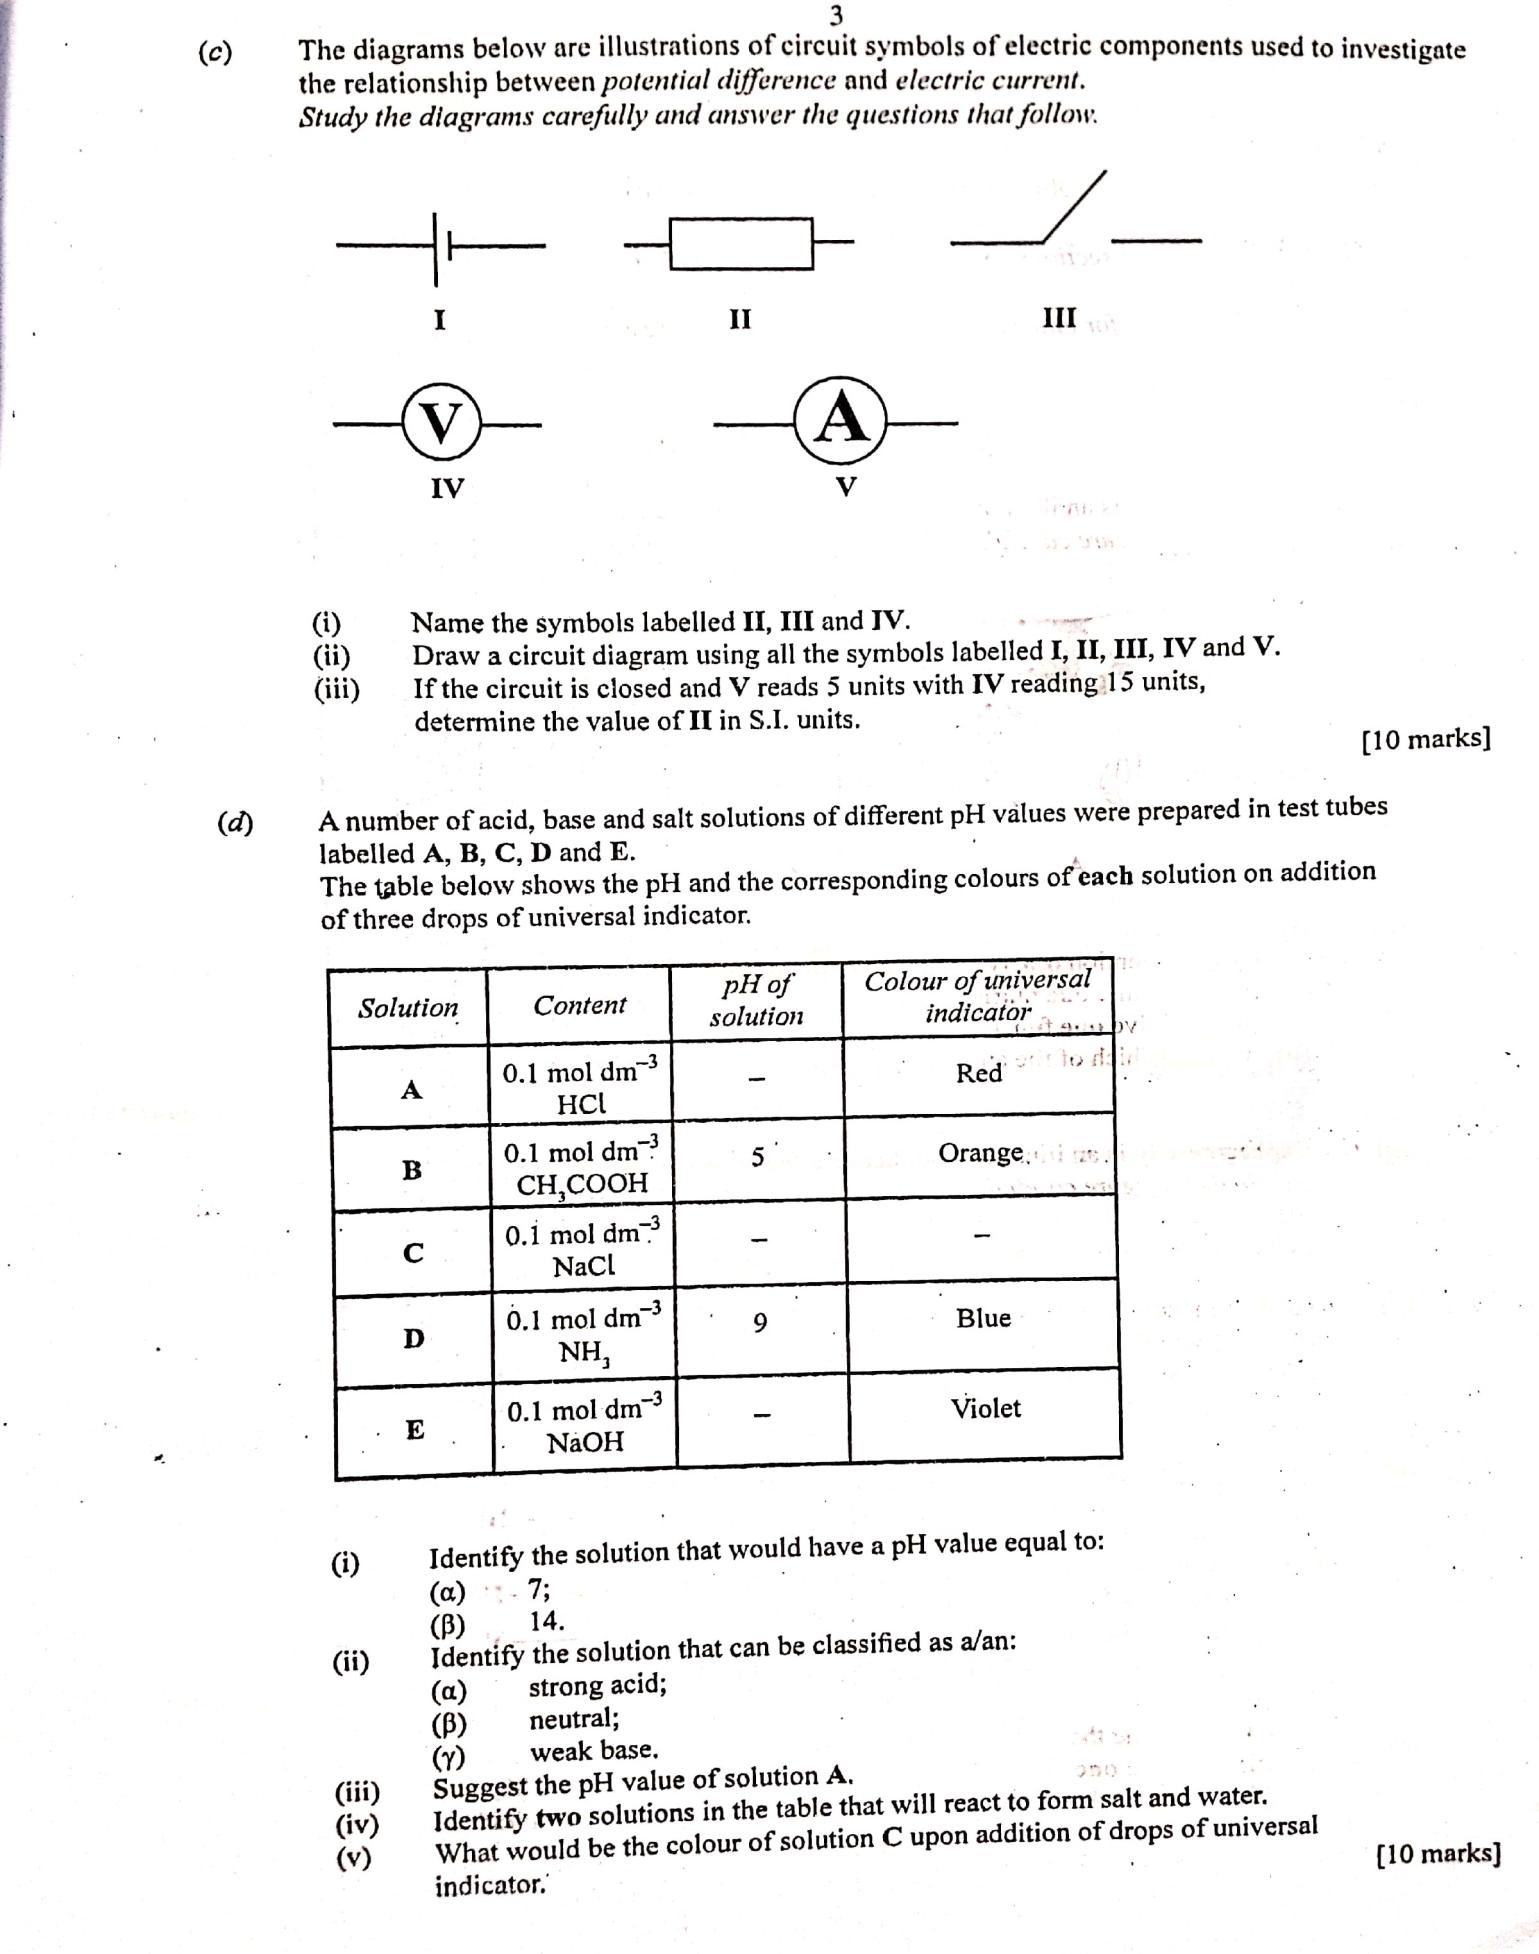 3
(c) The diagrams below are illustrations of circuit symbols of electric components used to investigate
the relationship between potential difference and electric current.
Study the diagrams carefully and answer the questions that follow.
I
II
III
V
A
IV
V
(i) Name the symbols labelled II, III and IV.
(ii) Draw a circuit diagram using all the symbols labelled I, II, III, IV and V.
(iii) If the circuit is closed and V reads 5 units with IV reading 15 units,
determine the value of II in S.I. units.
[10 marks]
(d) A number of acid, base and salt solutions of different pH values were prepared in test tubes
labelled A, B, C, D and E.
The table below shows the pH and the corresponding colours of each solution on addition
of three drops of universal indicator.
Solution Content pH of solution Colour of universal indicator
A 0.1 mol dm⁻³ HCl – Red
B 0.1 mol dm⁻³ CH₃COOH 5 Orange
C 0.1 mol dm⁻³ NaCl – –
D 0.1 mol dm⁻³ NH₃ 9 Blue
E 0.1 mol dm⁻³ NaOH – Violet
(i) Identify the solution that would have a pH value equal to:
(α) 7;
(β) 14.
(ii) Identify the solution that can be classified as a/an:
(α) strong acid;
(β) neutral;
(γ) weak base.
(iii) Suggest the pH value of solution A.
(iv) Identify two solutions in the table that will react to form salt and water.
(v) What would be the colour of solution C upon addition of drops of universal
indicator.
[10 marks]